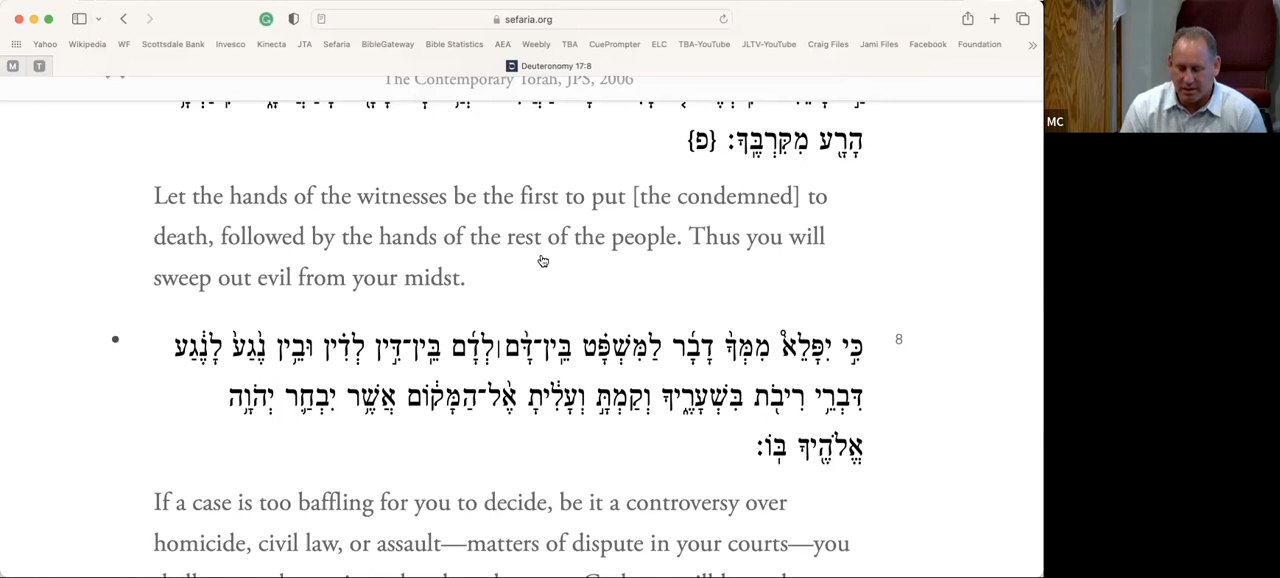 sefaria.org
Yahoo Wikipedia WF Scottsdale Bank Invesco Kinecta JTA Sefaria BibleGateway Bible Statistics AEA Weebly TBA CuePrompter ELC TBA-YouTube JLTV-YouTube Craig Files Jami Files Facebook Foundation
M T Deuteronomy 17:8
The Contemporary Torah, JPS, 2006
הָרָ֖ע מִקִּרְבֶּֽךָ׃ {פ}
Let the hands of the witnesses be the first to put [the condemned] to
death, followed by the hands of the rest of the people. Thus you will
sweep out evil from your midst.
8
כִּ֣י יִפָּלֵא֩ מִמְּךָ֨ דָבָ֜ר לַמִּשְׁפָּ֗ט בֵּֽין־דָּ֨ם ׀ לְדָ֜ם בֵּֽין־דִּ֣ין לְדִ֗ין וּבֵ֥ין נֶ֙גַע֙ לָנֶ֔גַע
דִּבְרֵ֥י רִיבֹ֖ת בִּשְׁעָרֶ֑יךָ וְקַמְתָּ֣ וְעָלִ֔יתָ אֶ֨ל־הַמָּק֔וֹם אֲשֶׁ֥ר יִבְחַ֛ר יְהֹוָ֥ה
אֱלֹהֶ֖יךָ בּֽוֹ׃
If a case is too baffling for you to decide, be it a controversy over
homicide, civil law, or assault—matters of dispute in your courts—you
MC